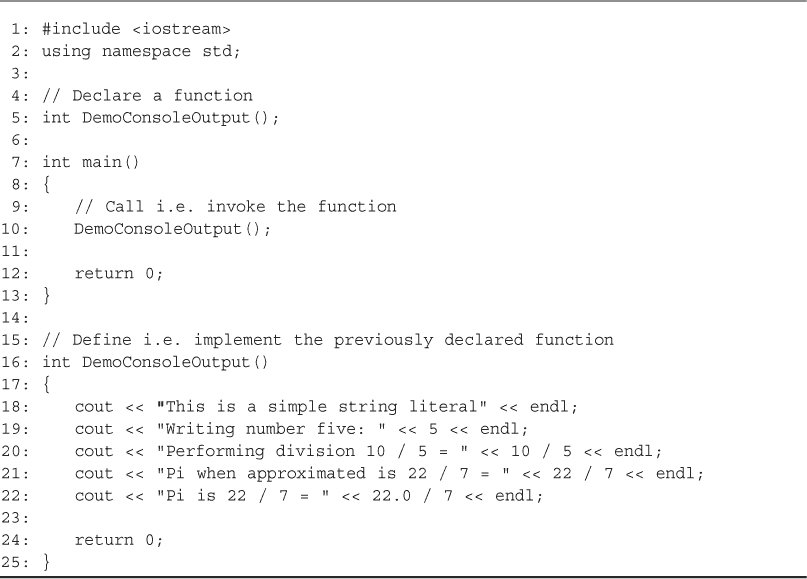 1: #include <iostream>
2: using namespace std;
3:
4: // Declare a function
5: int DemoConsoleOutput();
6:
7: int main()
8: {
9:     // Call i.e. invoke the function
10:     DemoConsoleOutput();
11:
12:     return 0;
13: }
14:
15: // Define i.e. implement the previously declared function
16: int DemoConsoleOutput()
17: {
18:     cout << "This is a simple string literal" << endl;
19:     cout << "Writing number five: " << 5 << endl;
20:     cout << "Performing division 10 / 5 = " << 10 / 5 << endl;
21:     cout << "Pi when approximated is 22 / 7 = " << 22 / 7 << endl;
22:     cout << "Pi is 22 / 7 = " << 22.0 / 7 << endl;
23:
24:     return 0;
25: }